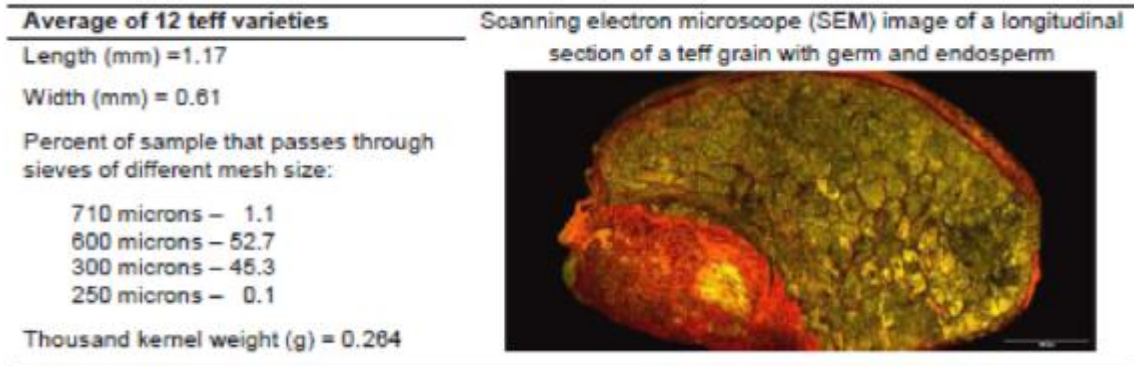 Average of 12 teff varieties
Length (mm) =1.17
Width (mm) = 0.61
Percent of sample that passes through
sieves of different mesh size:
710 microns – 1.1
600 microns – 52.7
300 microns – 45.3
250 microns – 0.1
Thousand kernel weight (g) = 0.264
Scanning electron microscope (SEM) image of a longitudinal
section of a teff grain with germ and endosperm